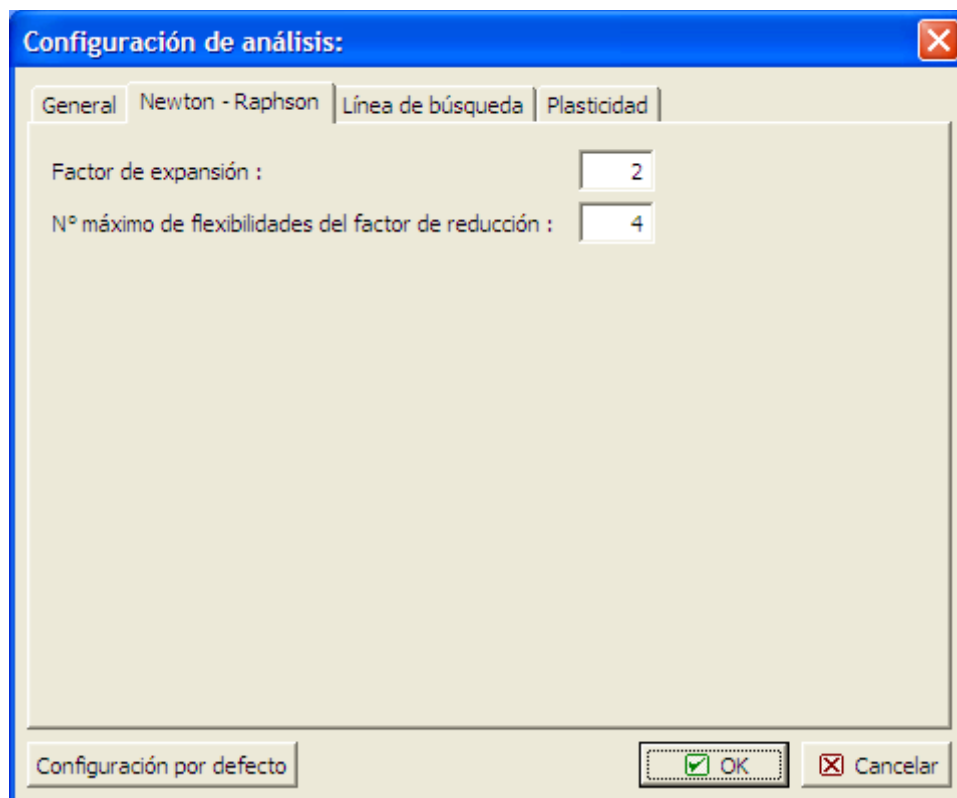 Configuración de análisis:
General Newton - Raphson Línea de búsqueda Plasticidad
Factor de expansión : 2
Nº máximo de flexibilidades del factor de reducción : 4
Configuración por defecto OK Cancelar